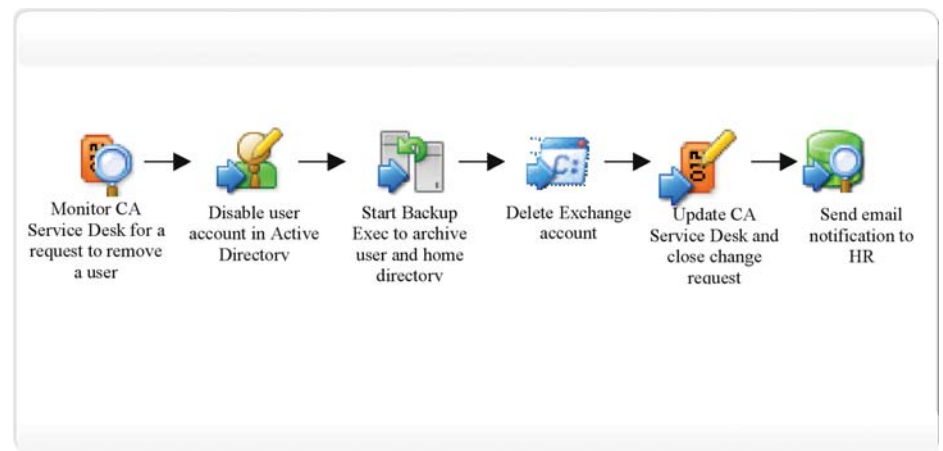 Monitor CA
Service Desk for a
request to remove
a user
Disable user
account in Active
Directory
Start Backup
Exec to archive
user and home
directory
C:
Delete Exchange
account
Update CA
Service Desk and
close change
request
Send email
notification to
HR